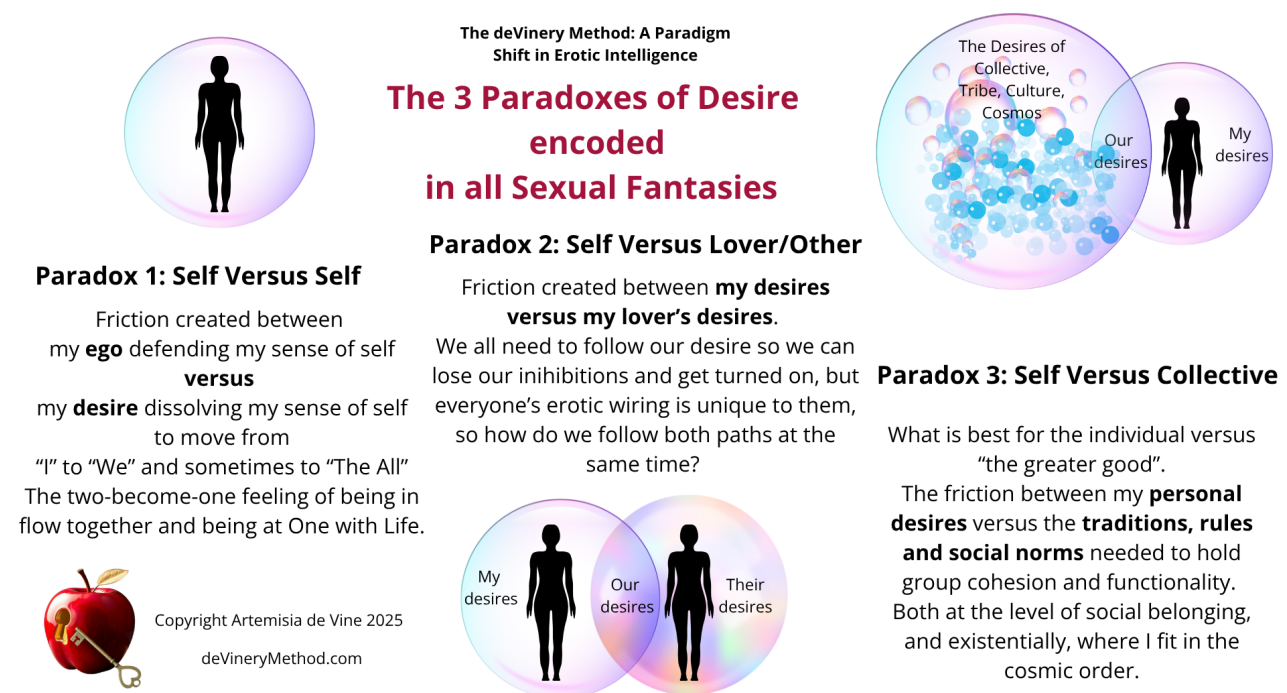 The deVinery Method: A Paradigm
Shift in Erotic Intelligence
The 3 Paradoxes of Desire
encoded
in all Sexual Fantasies
Paradox 1: Self Versus Self
Friction created between
my ego defending my sense of self
versus
my desire dissolving my sense of self
to move from
“I” to “We” and sometimes to “The All”
The two-become-one feeling of being in
flow together and being at One with Life.
Copyright Artemisia de Vine 2025
deVineryMethod.com
Paradox 2: Self Versus Lover/Other
Friction created between my desires
versus my lover’s desires.
We all need to follow our desire so we can
lose our inihibitions and get turned on, but
everyone’s erotic wiring is unique to them,
so how do we follow both paths at the
same time?
My
desires
Our
desires
Their
desires
The Desires of
Collective,
Tribe, Culture,
Cosmos
Our
desires
My
desires
Paradox 3: Self Versus Collective
What is best for the individual versus
“the greater good”.
The friction between my personal
desires versus the traditions, rules
and social norms needed to hold
group cohesion and functionality.
Both at the level of social belonging,
and existentially, where I fit in the
cosmic order.